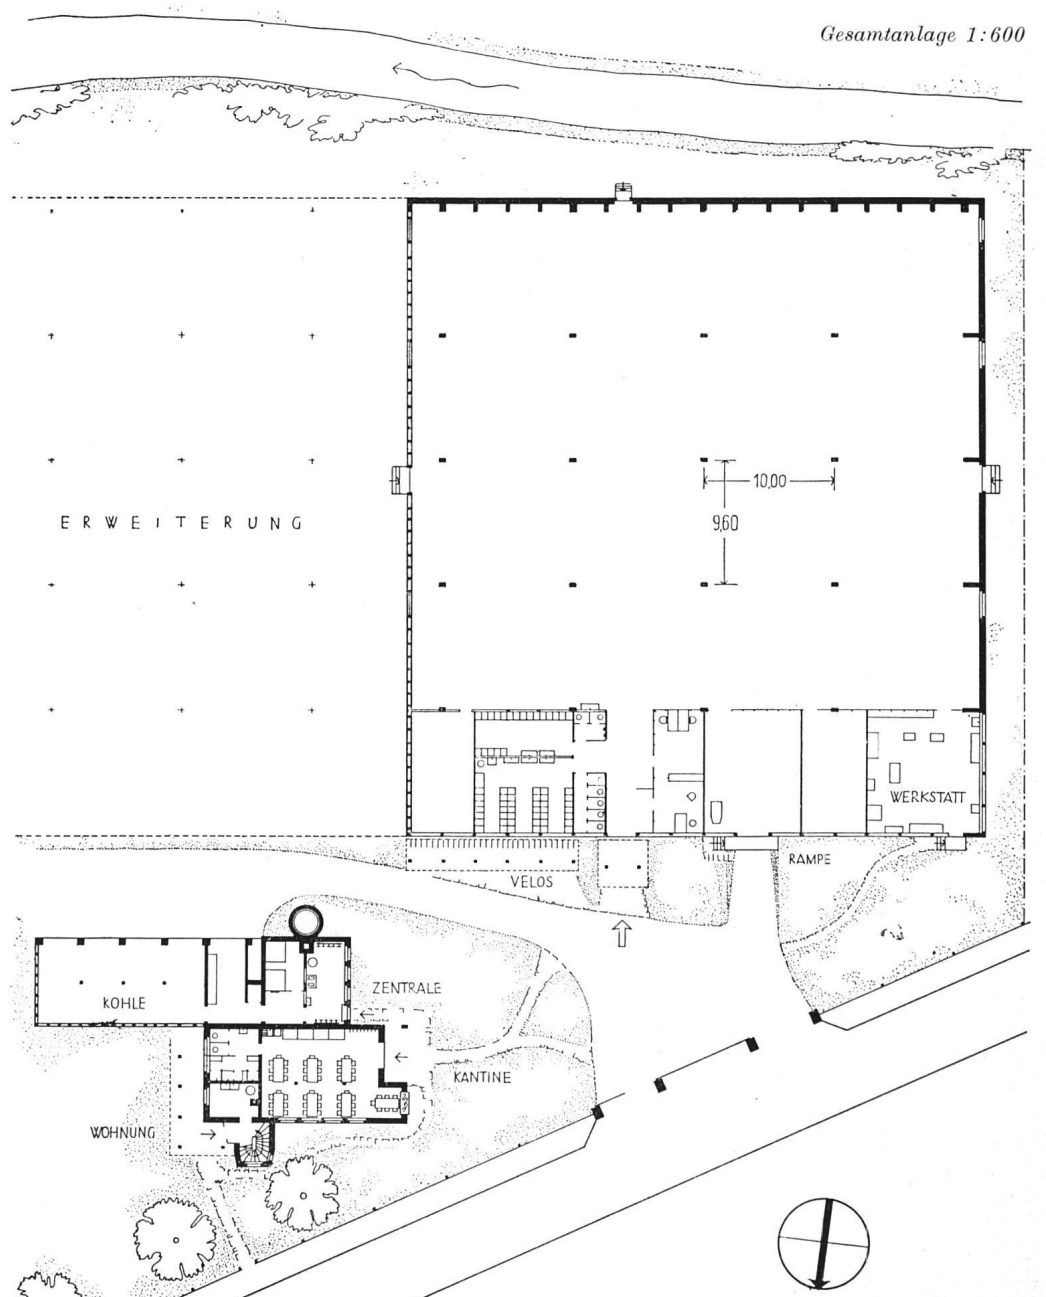 Gesamtanlage 1:600
10,00
9,60
ERWEITERUNG
WERKSTATT
RAMPE
VELOS
ZENTRALE
KOHLE
KANTINE
WOHNUNG